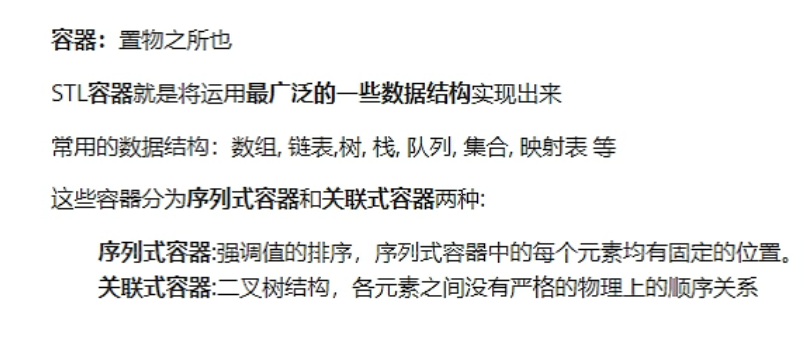 容器：置物之所也
STL容器就是将运用最广泛的一些数据结构实现出来
常用的数据结构：数组, 链表,树, 栈, 队列, 集合, 映射表 等
这些容器分为序列式容器和关联式容器两种:
序列式容器:强调值的排序，序列式容器中的每个元素均有固定的位置。
关联式容器:二叉树结构，各元素之间没有严格的物理上的顺序关系